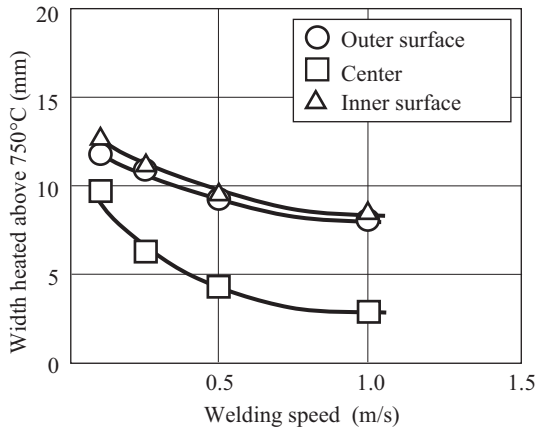 20
15
10
5
0
0.5
1.0
1.5
Width heated above 750°C (mm)
Welding speed (m/s)
Outer surface
Center
Inner surface